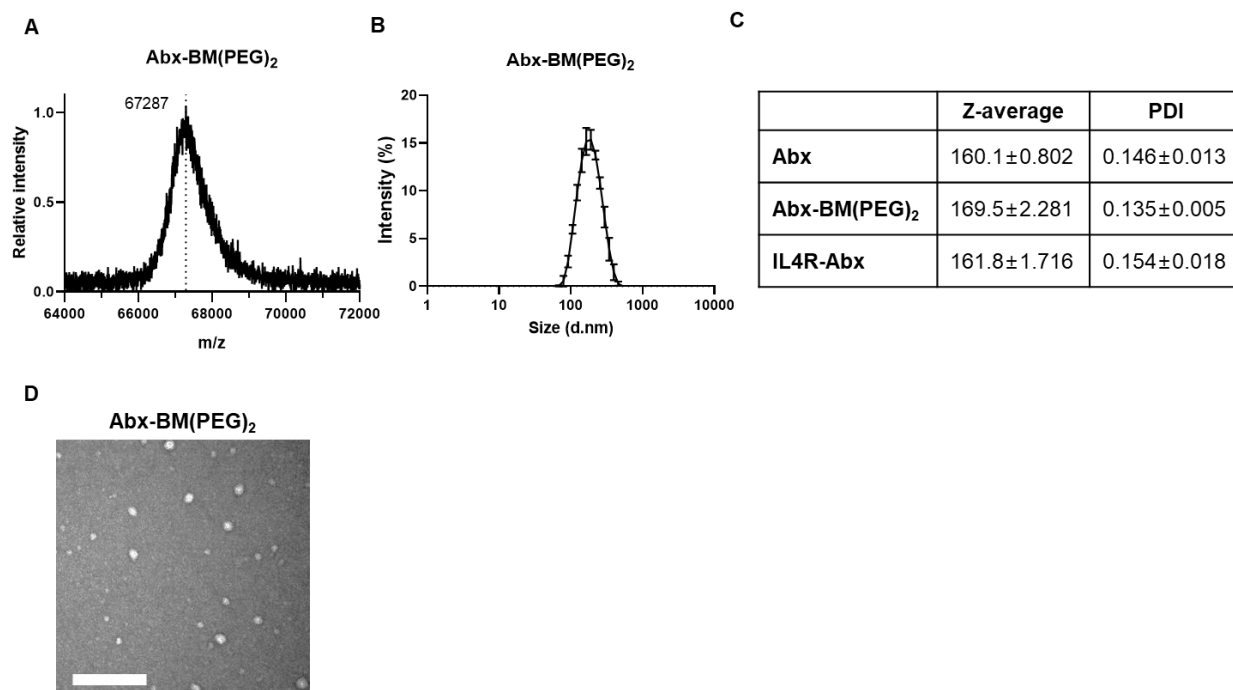 A
Abx-BM(PEG)₂
67287
1.0
0.5
0.0
Relative intensity
64000 66000 68000 70000 72000
m/z
B
Abx-BM(PEG)₂
20
15
10
5
0
Intensity (%)
1 10 100 1000 10000
Size (d.nm)
C
Z-average PDI
Abx 160.1±0.802 0.146±0.013
Abx-BM(PEG)₂ 169.5±2.281 0.135±0.005
IL4R-Abx 161.8±1.716 0.154±0.018
D
Abx-BM(PEG)₂